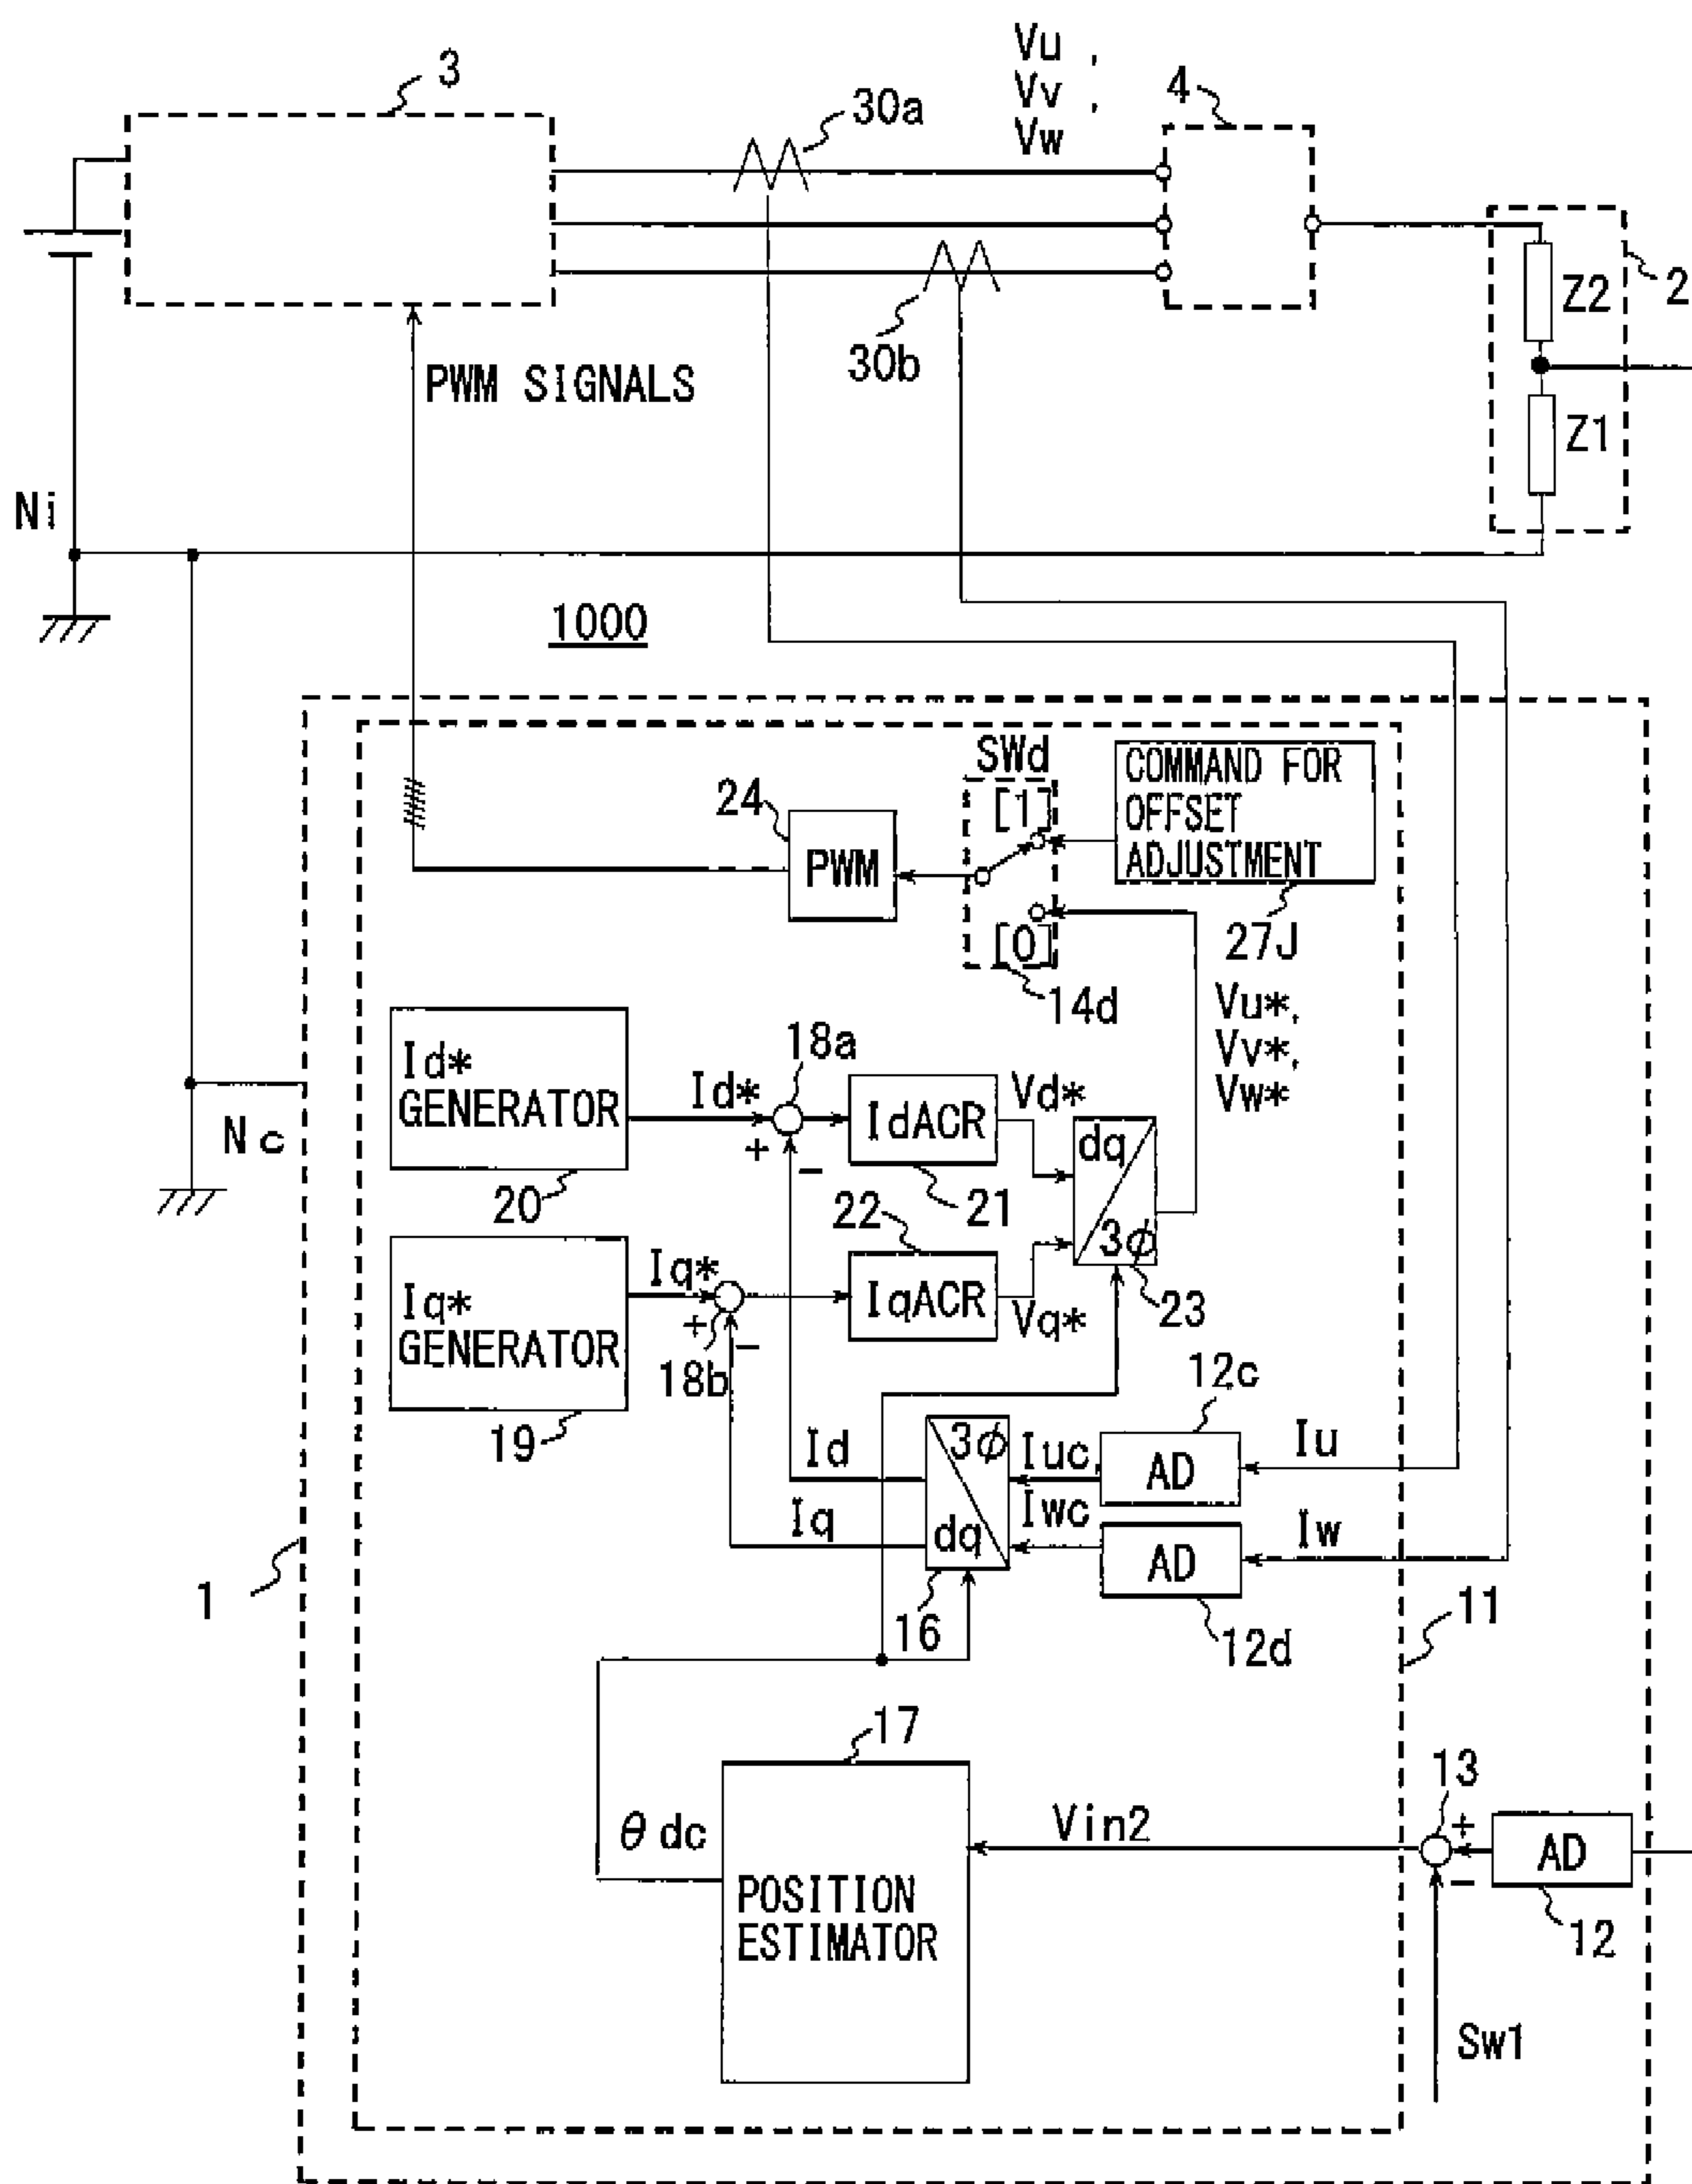 3
30a
Vu,
Vv,
Vw
4
2
Z2
Z1
30b
PWM SIGNALS
Ni
1000
SWd
[1]
[0]
COMMAND FOR
OFFSET
ADJUSTMENT
27J
24
PWM
14d
Vu*,
Vv*,
Vw*
Id*
GENERATOR
20
Id*
18a
+
-
IdACR
21
Vd*
dq
3φ
23
Nc
Iq*
GENERATOR
19
Iq*
+
-
18b
22
IqACR
Vq*
12c
Id
Iq
3φ
dq
16
Iuc,
Iwc
AD
AD
12d
Iu
Iw
1
11
17
θdc
POSITION
ESTIMATOR
Vin2
13
+
-
AD
12
Sw1